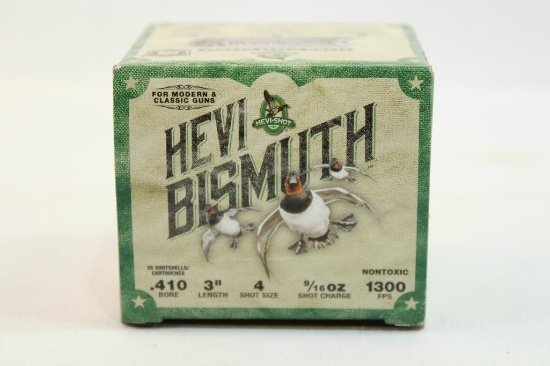 FOR MODERN &
CLASSIC GUNS
HEVI-SHOT
HEVI
BISMUTH
25 SHOTSHELLS/
CARTOUCHES
.410
BORE
3"
LENGTH
4
SHOT SIZE
9/16 OZ
SHOT CHARGE
NONTOXIC
1300
FPS